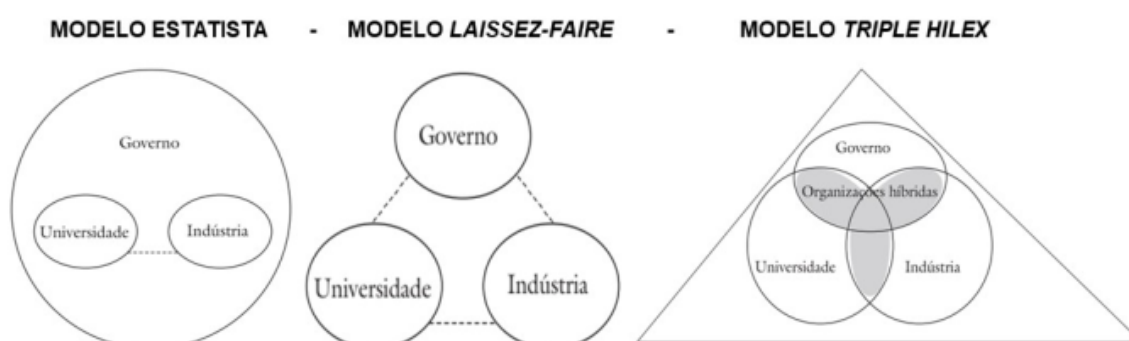 MODELO ESTATISTA - MODELO LAISSEZ-FAIRE - MODELO TRIPLE HILEX
Governo
Universidade
Indústria
Governo
Universidade
Indústria
Governo
Organizações híbridas
Universidade
Indústria